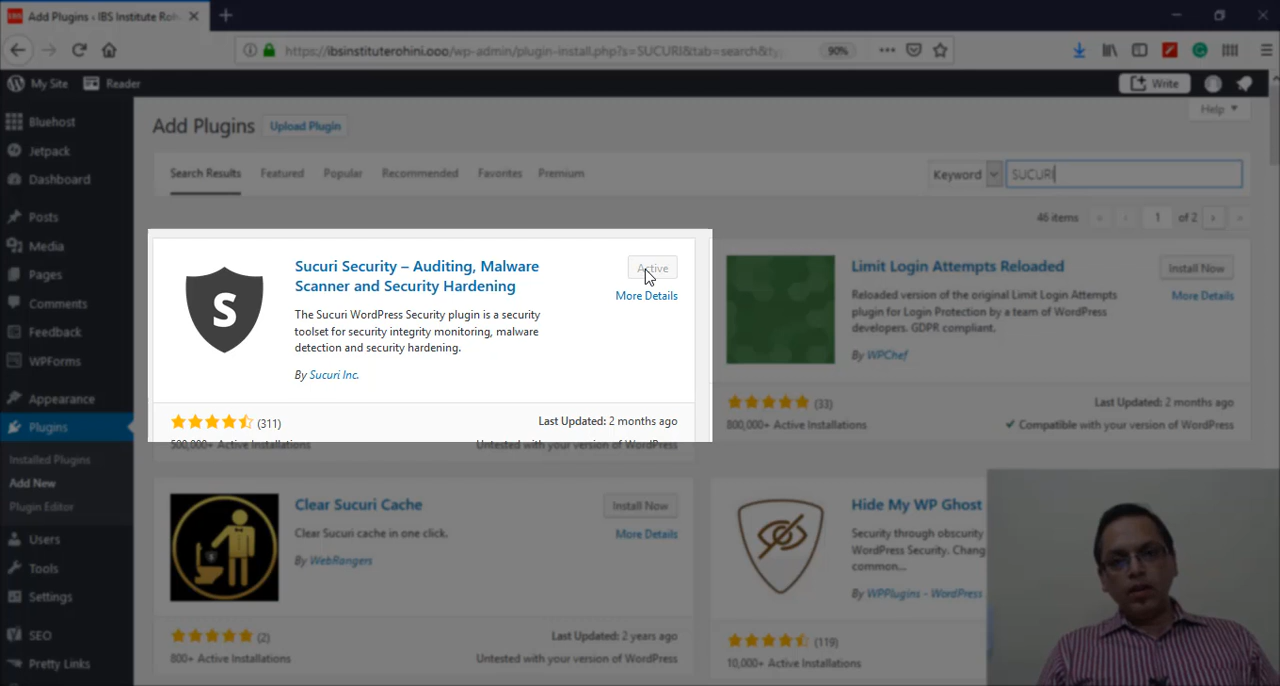 Add Plugins ‹ IBS Institute Roh
https://ibsinstituterohini.ooo/wp-admin/plugin-install.php?s=SUCURI&tab=search&ty
90%
My Site
Reader
Write
Bluehost
Jetpack
Dashboard
Posts
Media
Pages
Comments
Feedback
WPForms
Appearance
Plugins
Installed Plugins
Add New
Plugin Editor
Users
Tools
Settings
SEO
Pretty Links
Help
Add Plugins
Upload Plugin
Search Results
Featured
Popular
Recommended
Favorites
Premium
Keyword
SUCURI
46 items
« ‹ 1 of 2 › »
S
Sucuri Security – Auditing, Malware
Scanner and Security Hardening
Active
More Details
The Sucuri WordPress Security plugin is a security
toolset for security integrity monitoring, malware
detection and security hardening.
By Sucuri Inc.
(311)
Last Updated: 2 months ago
500,000+ Active Installations
Untested with your version of WordPress
Limit Login Attempts Reloaded
Install Now
More Details
Reloaded version of the original Limit Login Attempts
plugin for Login Protection by a team of WordPress
developers. GDPR compliant.
By WPChef
(33)
Last Updated: 2 months ago
800,000+ Active Installations
Compatible with your version of WordPress
Clear Sucuri Cache
Install Now
More Details
Clear Sucuri cache in one click.
By WebRangers
(2)
Last Updated: 2 years ago
800+ Active Installations
Untested with your version of WordPress
Hide My WP Ghost
Security through obscurity
WordPress Security. Chang
common...
By WPPlugins - WordPress
(119)
10,000+ Active Installations